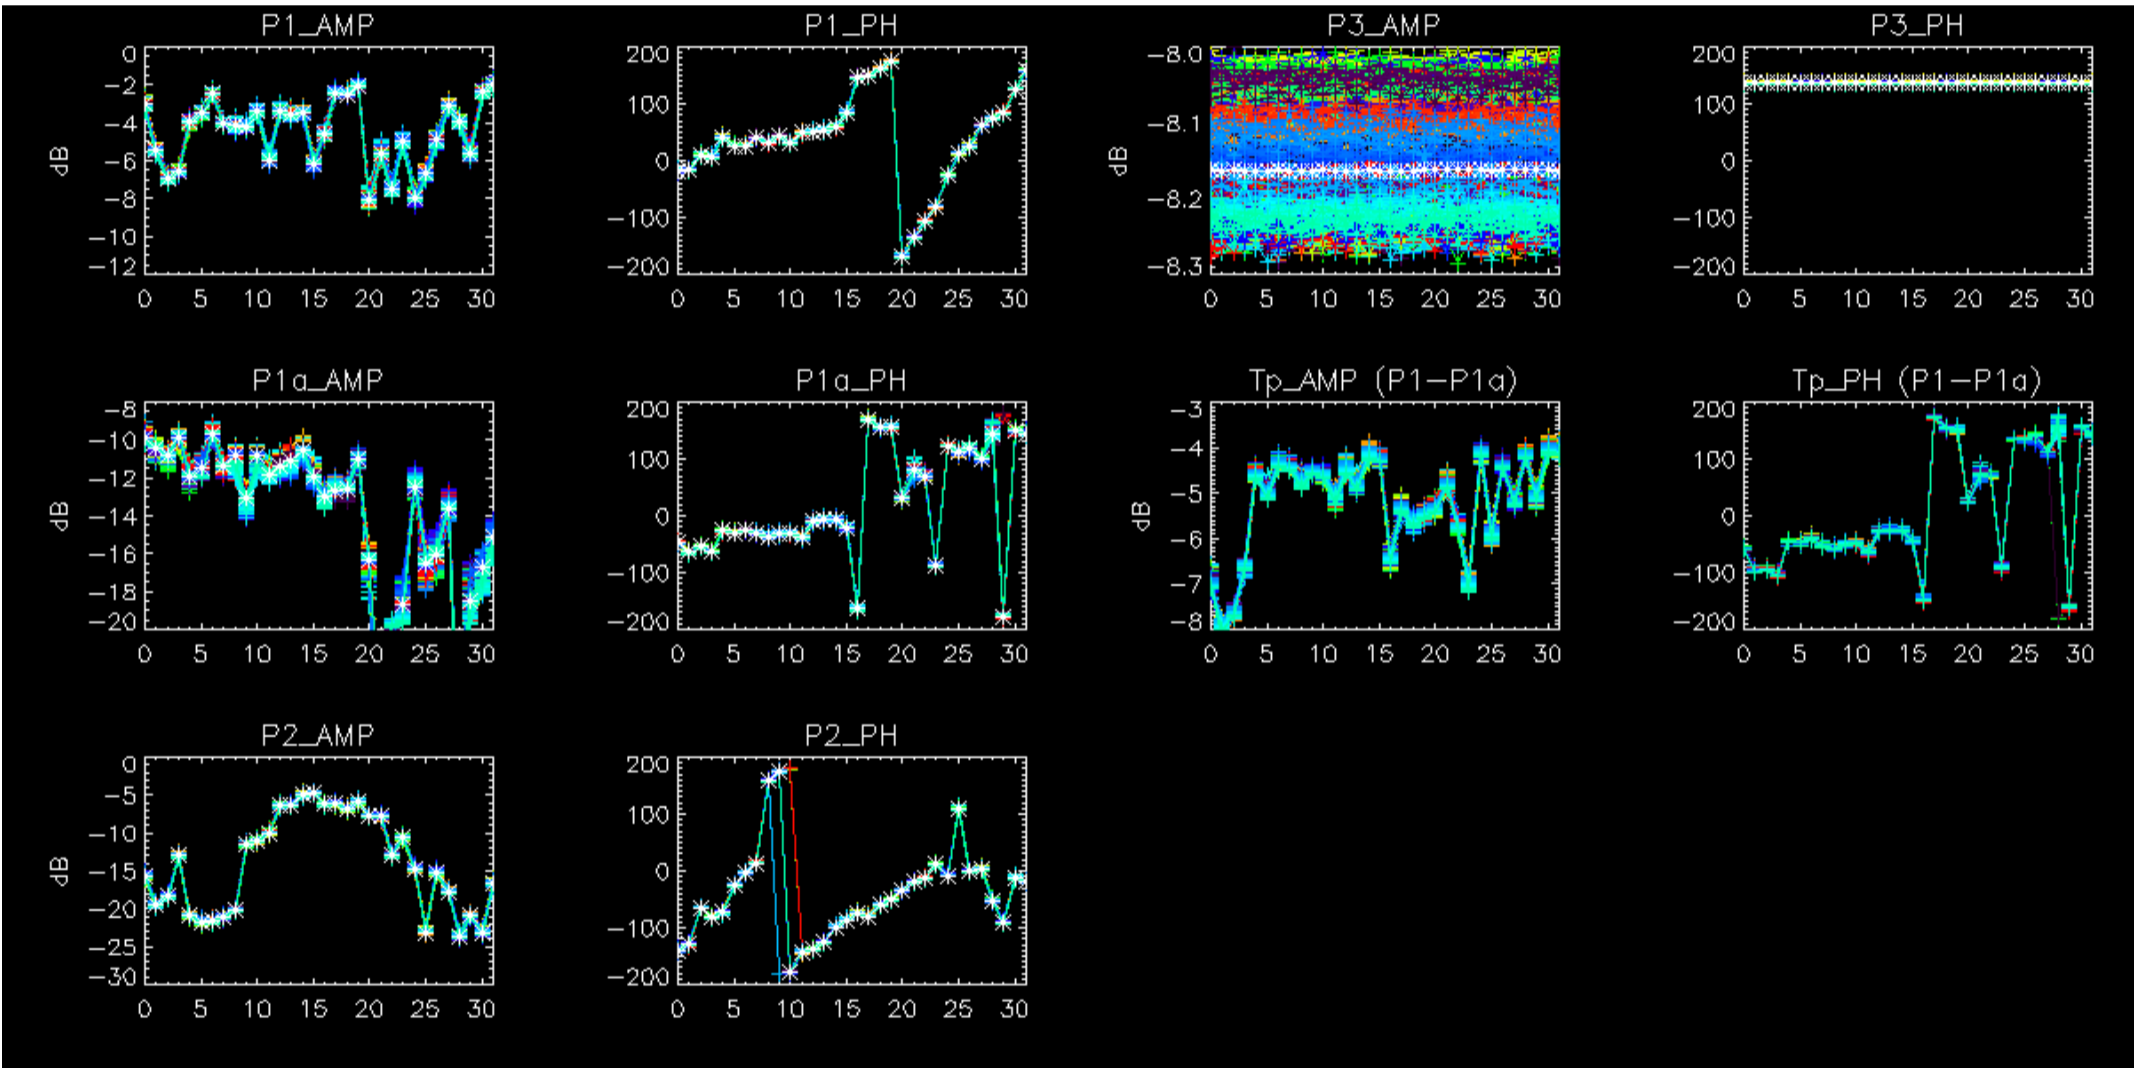 P1_AMP P1_PH P3_AMP P3_PH
0 200 -8.0 200
-2
-4 100 -8.1 100
dB -6 0 dB 0
-8 -100 -8.2 -100
-10
-12 -200 -8.3 -200
0 5 10 15 20 25 30 0 5 10 15 20 25 30 0 5 10 15 20 25 30 0 5 10 15 20 25 30
P1a_AMP P1a_PH Tp_AMP (P1-P1a) Tp_PH (P1-P1a)
-8 200 -3 200
-10 100 -4 100
-12
dB -14 0 dB -5 0
-16 -100 -6 -100
-18 -7
-20 -200 -8 -200
0 5 10 15 20 25 30 0 5 10 15 20 25 30 0 5 10 15 20 25 30 0 5 10 15 20 25 30
P2_AMP P2_PH
0 200
-5 100
-10
dB -15 0
-20 -100
-25
-30 -200
0 5 10 15 20 25 30 0 5 10 15 20 25 30